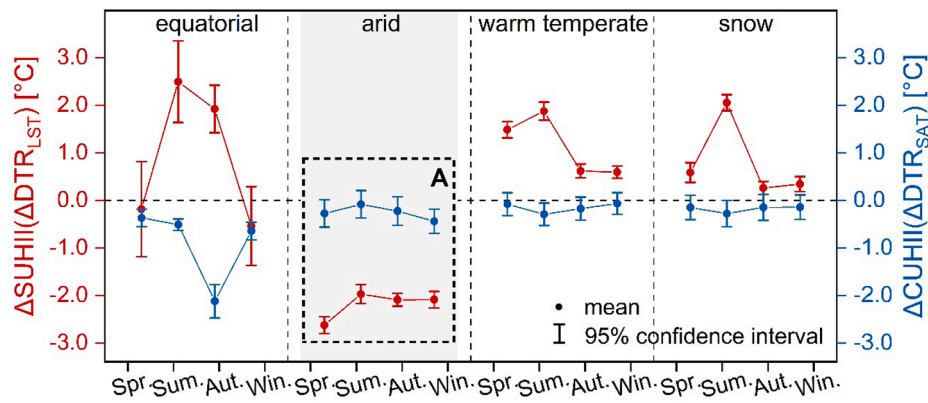 equatorial arid warm temperate snow
ΔSUHII(ΔDTR_LST) [°C]
3.0
2.0
1.0
0.0
-1.0
-2.0
-3.0
A
mean
95% confidence interval
3.0
2.0
1.0
0.0
-1.0
-2.0
-3.0
ΔCUHII(ΔDTR_SAT) [°C]
Spr. Sum. Aut. Win. Spr. Sum. Aut. Win. Spr. Sum. Aut. Win. Spr. Sum. Aut. Win.